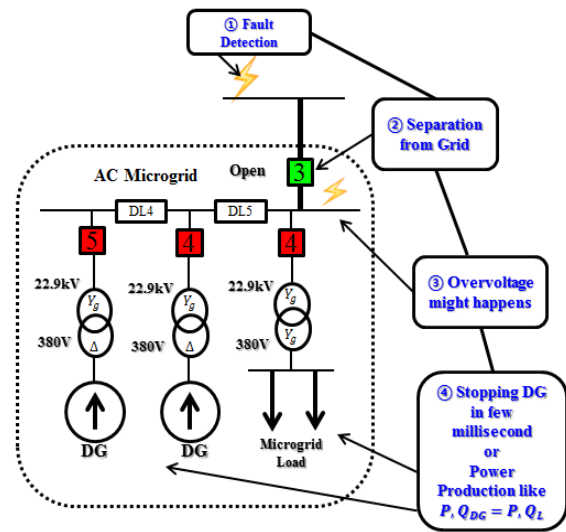 ① Fault
Detection
② Separation
from Grid
Open
3
AC Microgrid
DL4
DL5
5
4
4
22.9kV
22.9kV
22.9kV
Yg
Yg
Yg
Δ
Δ
Yg
380V
380V
380V
③ Overvoltage
might happens
DG
DG
Microgrid
Load
④ Stopping DG
in few
millisecond
or
Power
Production like
P, Q_DG = P, Q_L